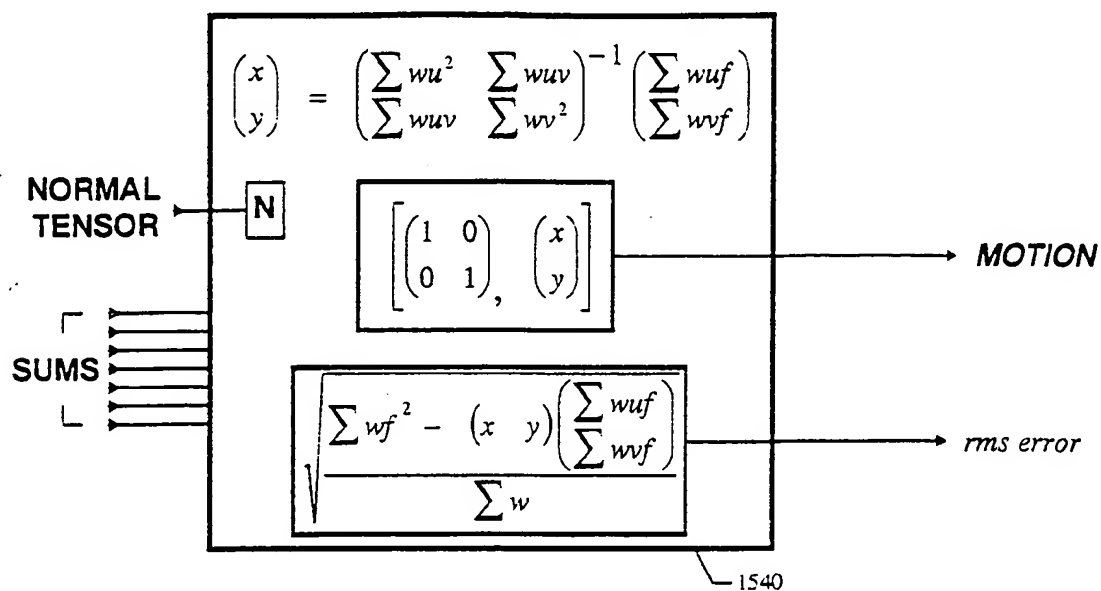 (x y) = (∑ wu² ∑ wuv ∑ wuv ∑ wv²)⁻¹ (∑ wuf ∑ wvf)
NORMAL
TENSOR
N
[(1 0 0 1), (x y)]
MOTION
SUMS
√ ∑ wf² - (x y) (∑ wuf ∑ wvf)
∑ w
rms error
1540